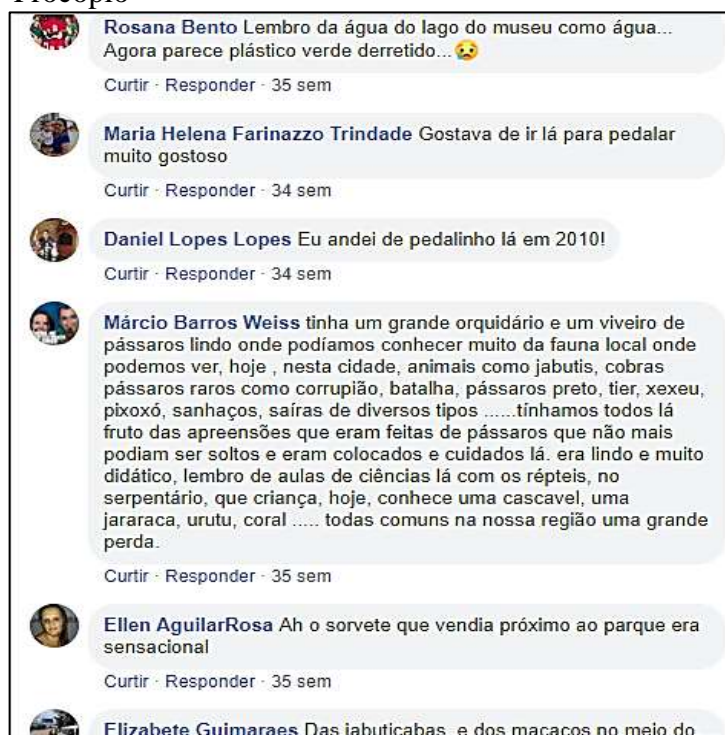 Procópio
Rosana Bento Lembro da água do lago do museu como água...
Agora parece plástico verde derretido...😥
Curtir · Responder · 35 sem
Maria Helena Farinazzo Trindade Gostava de ir lá para pedalar
muito gostoso
Curtir · Responder · 34 sem
Daniel Lopes Lopes Eu andei de pedalinho lá em 2010!
Curtir · Responder · 34 sem
Márcio Barros Weiss tinha um grande orquidário e um viveiro de
pássaros lindo onde podíamos conhecer muito da fauna local onde
podemos ver, hoje , nesta cidade, animais como jabutis, cobras
pássaros raros como corrupião, batalha, pássaros preto, tier, xexeu,
pixoxó, sanhaços, saíras de diversos tipos ......tínhamos todos lá
fruto das apreensões que eram feitas de pássaros que não mais
podiam ser soltos e eram colocados e cuidados lá. era lindo e muito
didático, lembro de aulas de ciências lá com os répteis, no
serpentário, que criança, hoje, conhece uma cascavel, uma
jararaca, urutu, coral ..... todas comuns na nossa região uma grande
perda.
Curtir · Responder · 35 sem
Ellen AguilarRosa Ah o sorvete que vendia próximo ao parque era
sensacional
Curtir · Responder · 35 sem
Elizabete Guimaraes Das jabuticabas e dos macacos no meio do